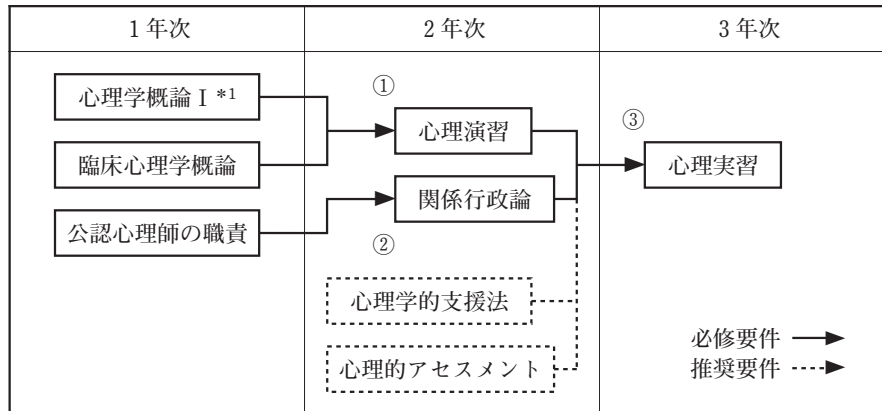 1年次 2年次 3年次
心理学概論Ⅰ*1
臨床心理学概論
公認心理師の職責
①
心理演習
関係行政論
②
心理学的支援法
心理的アセスメント
③
心理実習
必修要件
推奨要件